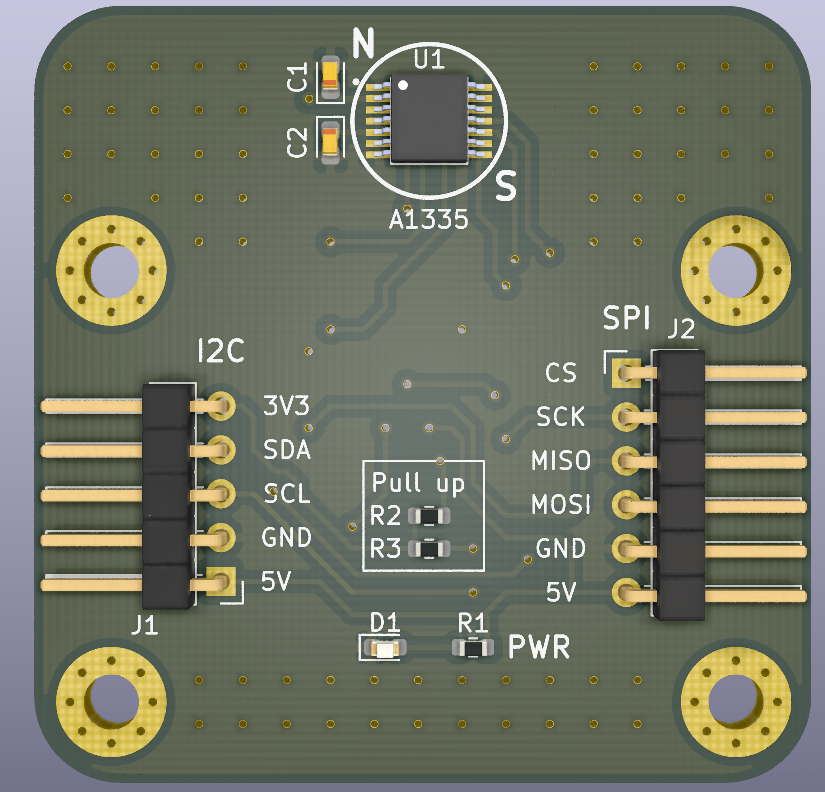 N
U1
C1
C2
S
A1335
SPI
J2
I2C
CS
3V3
SCK
SDA
MISO
Pull up
SCL
MOSI
R2
GND
R3
GND
5V
5V
J1
D1
R1
PWR